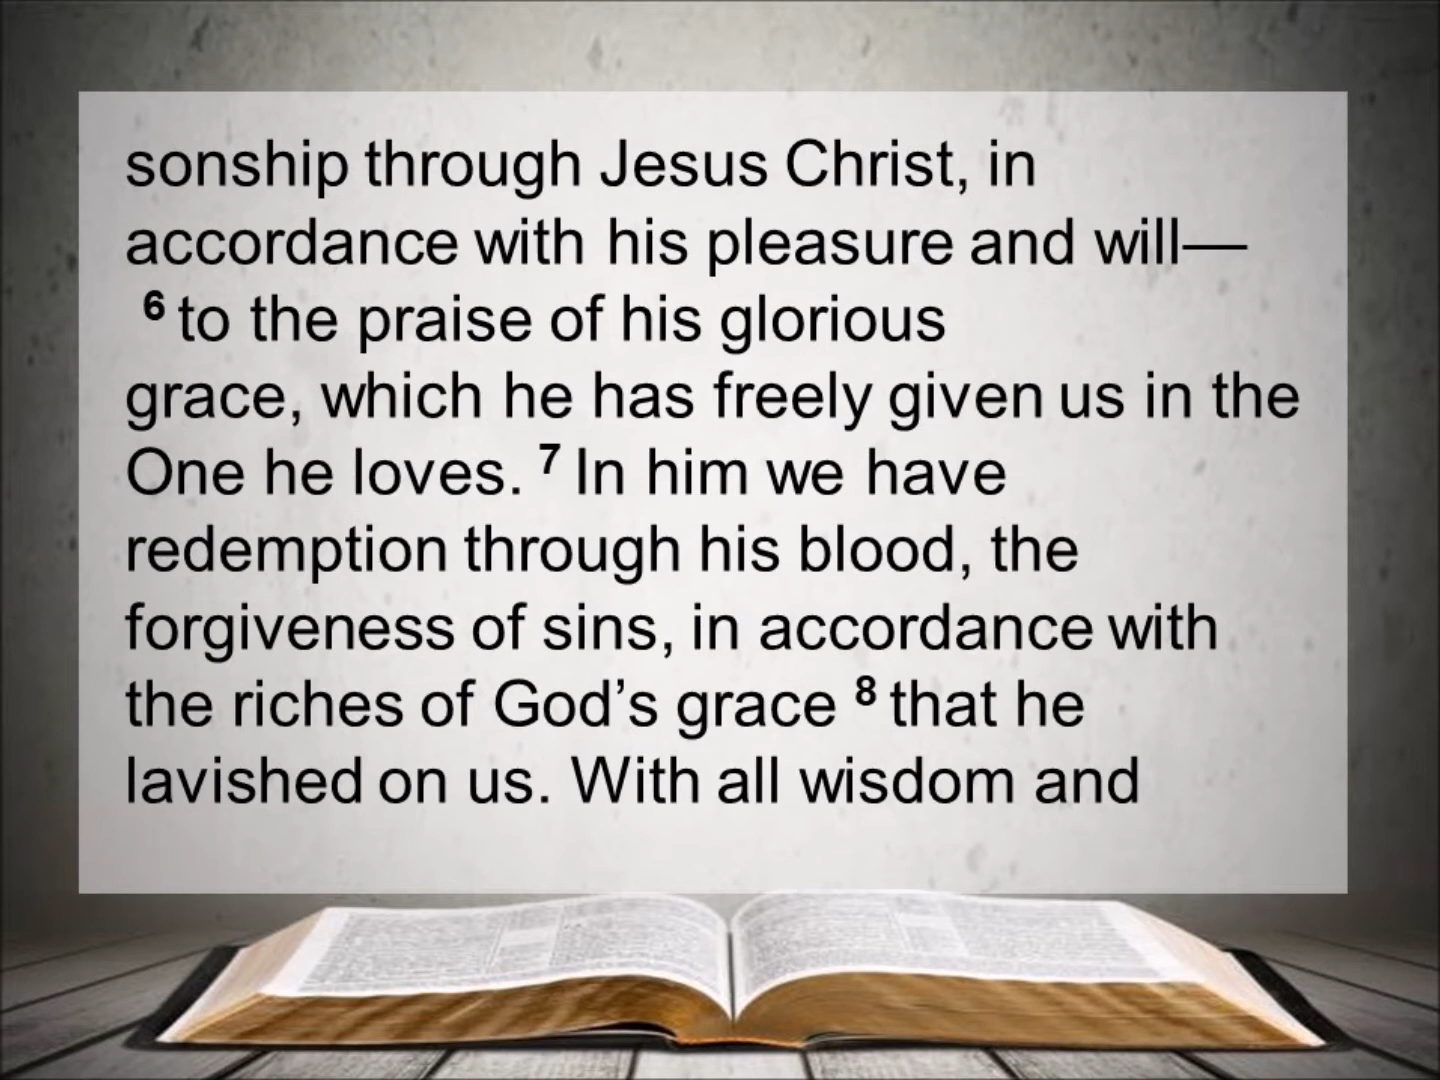 sonship through Jesus Christ, in
accordance with his pleasure and will—
6 to the praise of his glorious
grace, which he has freely given us in the
One he loves. 7 In him we have
redemption through his blood, the
forgiveness of sins, in accordance with
the riches of God’s grace 8 that he
lavished on us. With all wisdom and